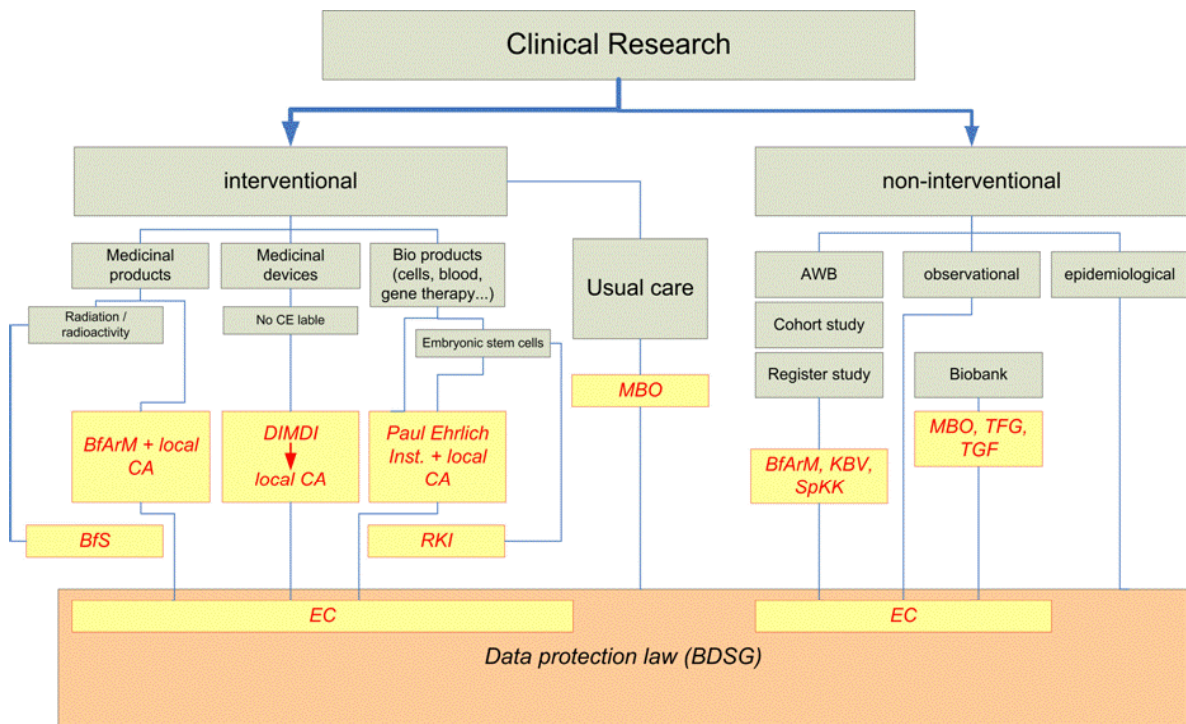 Clinical Research
interventional
non-interventional
Medicinal
products
Medicinal
devices
Bio products
(cells, blood,
gene therapy...)
Usual care
AWB
observational
epidemiological
Radiation /
radioactivity
No CE lable
Embryonic stem cells
Cohort study
Register study
Biobank
MBO
BfArM + local
CA
DIMDI
local CA
Paul Ehrlich
Inst. + local
CA
BfArM, KBV,
SpKK
MBO, TFG,
TGF
BfS
RKI
EC
EC
Data protection law (BDSG)